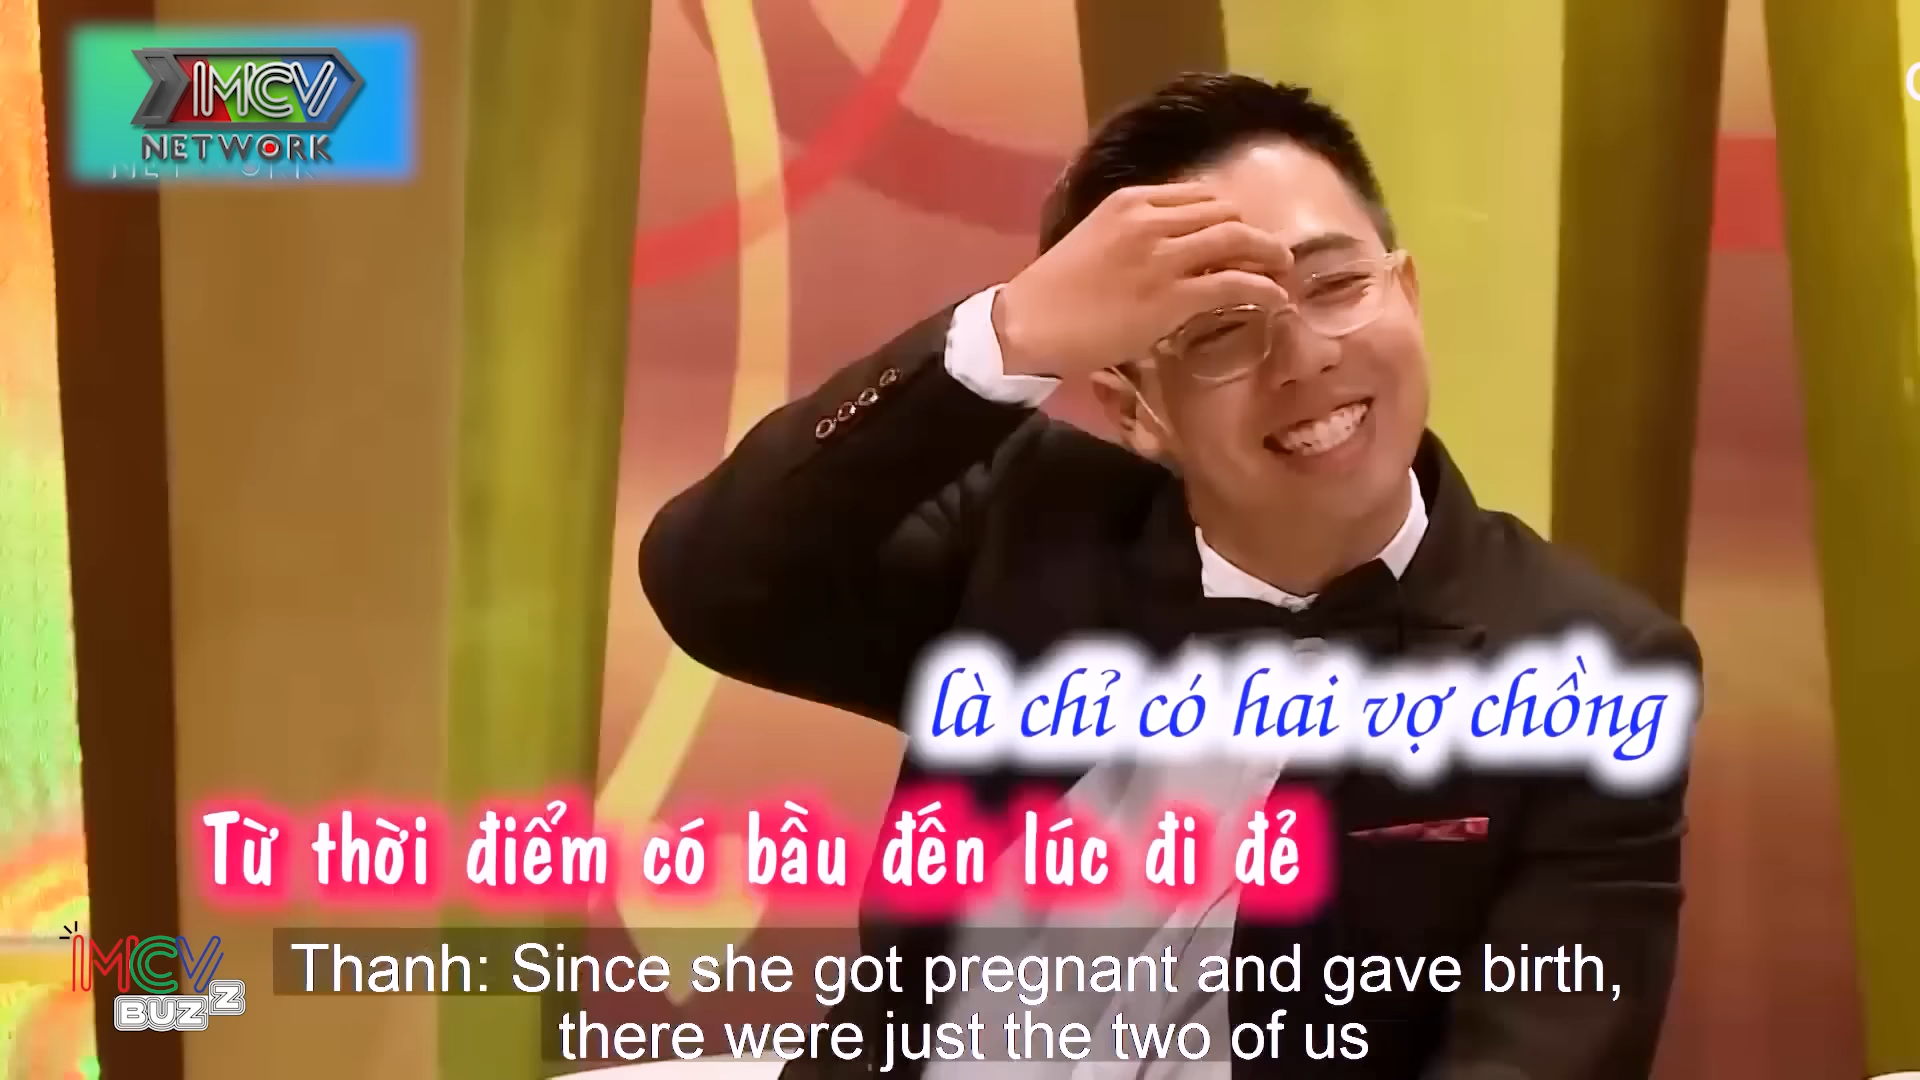 MCV
NETWORK
là chỉ có hai vợ chồng
Từ thời điểm có bầu đến lúc đi đẻ
MCV
BUZZ
Thanh: Since she got pregnant and gave birth,
there were just the two of us